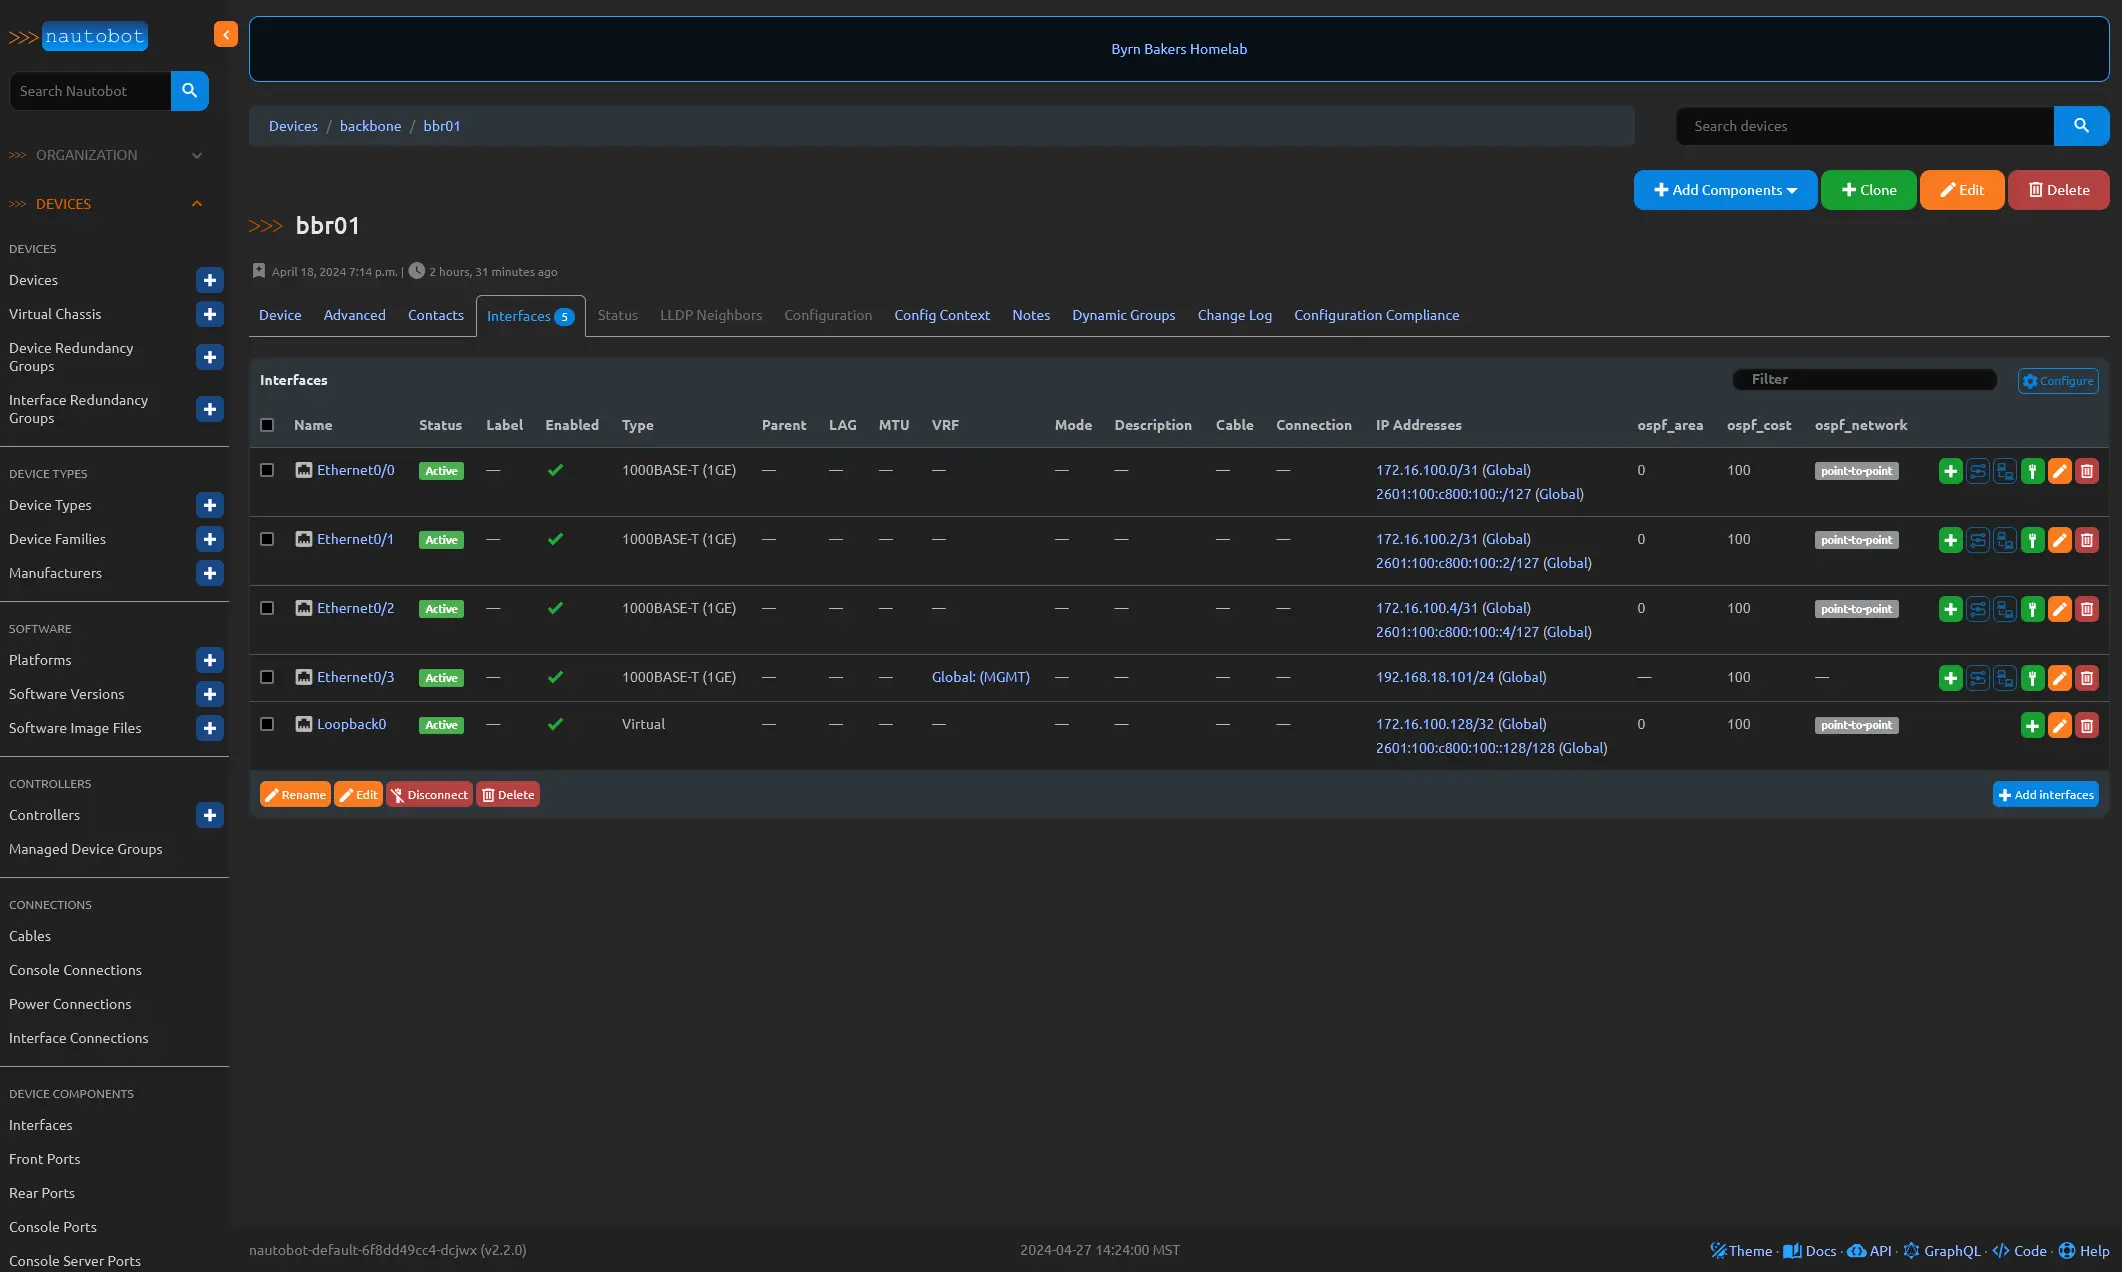 >>> nautobot
Byrn Bakers Homelab
Search Nautobot
Devices / backbone / bbr01
Search devices
>>> ORGANIZATION
>>> DEVICES
DEVICES
Devices
Virtual Chassis
Device Redundancy
Groups
Interface Redundancy
Groups
DEVICE TYPES
Device Types
Device Families
Manufacturers
SOFTWARE
Platforms
Software Versions
Software Image Files
CONTROLLERS
Controllers
Managed Device Groups
CONNECTIONS
Cables
Console Connections
Power Connections
Interface Connections
DEVICE COMPONENTS
Interfaces
Front Ports
Rear Ports
Console Ports
Console Server Ports
Add Components Clone Edit Delete
>>> bbr01
April 18, 2024 7:14 p.m. | 2 hours, 31 minutes ago
Device Advanced Contacts Interfaces 5 Status LLDP Neighbors Configuration Config Context Notes Dynamic Groups Change Log Configuration Compliance
Interfaces Filter Configure
Name Status Label Enabled Type Parent LAG MTU VRF Mode Description Cable Connection IP Addresses ospf_area ospf_cost ospf_network
Ethernet0/0 Active — 1000BASE-T (1GE) — — — — — — — — 172.16.100.0/31 (Global) 0 100 point-to-point
2601:100:c800:100::/127 (Global)
Ethernet0/1 Active — 1000BASE-T (1GE) — — — — — — — — 172.16.100.2/31 (Global) 0 100 point-to-point
2601:100:c800:100::2/127 (Global)
Ethernet0/2 Active — 1000BASE-T (1GE) — — — — — — — — 172.16.100.4/31 (Global) 0 100 point-to-point
2601:100:c800:100::4/127 (Global)
Ethernet0/3 Active — 1000BASE-T (1GE) — — — Global: (MGMT) — — — — 192.168.18.101/24 (Global) — 100 —
Loopback0 Active — Virtual — — — — — — — — 172.16.100.128/32 (Global) 0 100 point-to-point
2601:100:c800:100::128/128 (Global)
Rename Edit Disconnect Delete Add interfaces
nautobot-default-6f8dd49cc4-dcjwx (v2.2.0) 2024-04-27 14:24:00 MST Theme · Docs · API · GraphQL · Code · Help